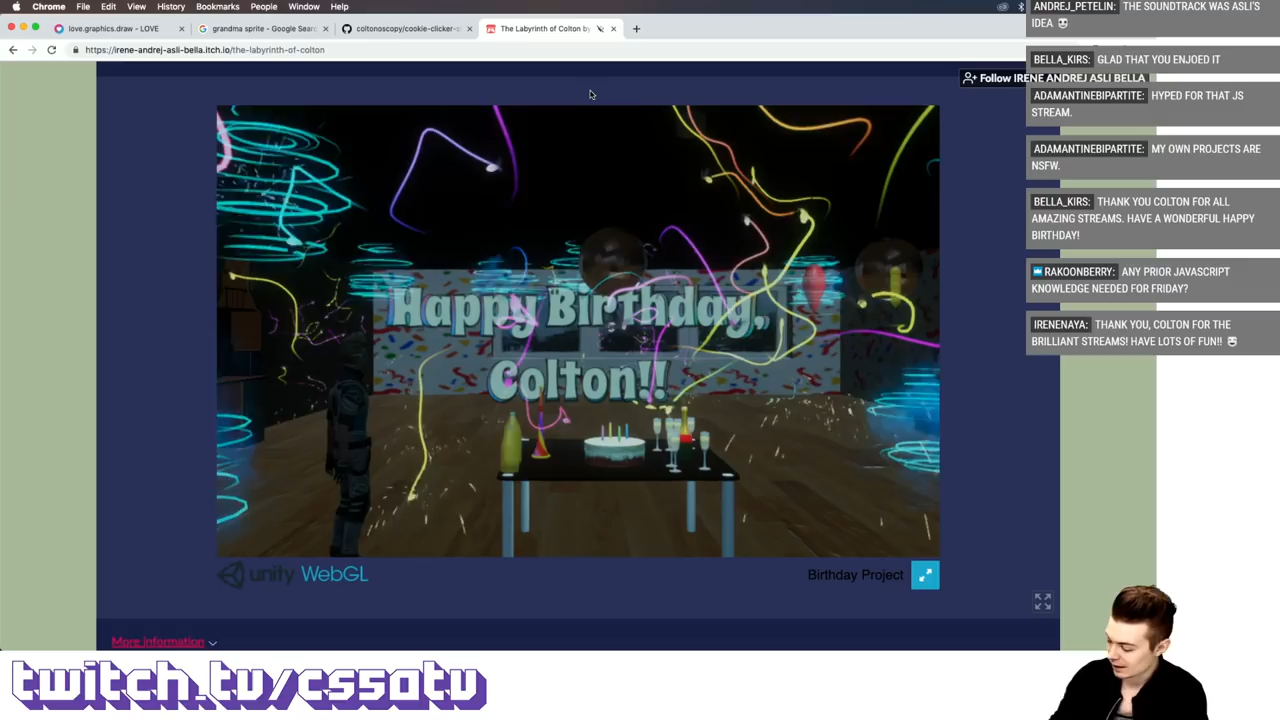 Chrome File Edit View History Bookmarks People Window Help
love.graphics.draw - LOVE
grandma sprite - Google Sear
coltonoscopy/cookie-clicker-
The Labyrinth of Colton by
https://irene-andrej-asli-bella.itch.io/the-labyrinth-of-colton
Follow IRENE ANDREJ ASLI BELLA
Happy Birthday,
Colton!!
unity WebGL
Birthday Project
More information
ANDREJ_PETELIN: THE SOUNDTRACK WAS ASLI'S
IDEA
BELLA_KIRS: GLAD THAT YOU ENJOED IT
ADAMANTINEBIPARTITE: HYPED FOR THAT JS
STREAM.
ADAMANTINEBIPARTITE: MY OWN PROJECTS ARE
NSFW.
BELLA_KIRS: THANK YOU COLTON FOR ALL
AMAZING STREAMS. HAVE A WONDERFUL HAPPY
BIRTHDAY!
RAKOONBERRY: ANY PRIOR JAVASCRIPT
KNOWLEDGE NEEDED FOR FRIDAY?
IRENENAYA: THANK YOU, COLTON FOR THE
BRILLIANT STREAMS! HAVE LOTS OF FUN!!
twitch.tv/cs50tv